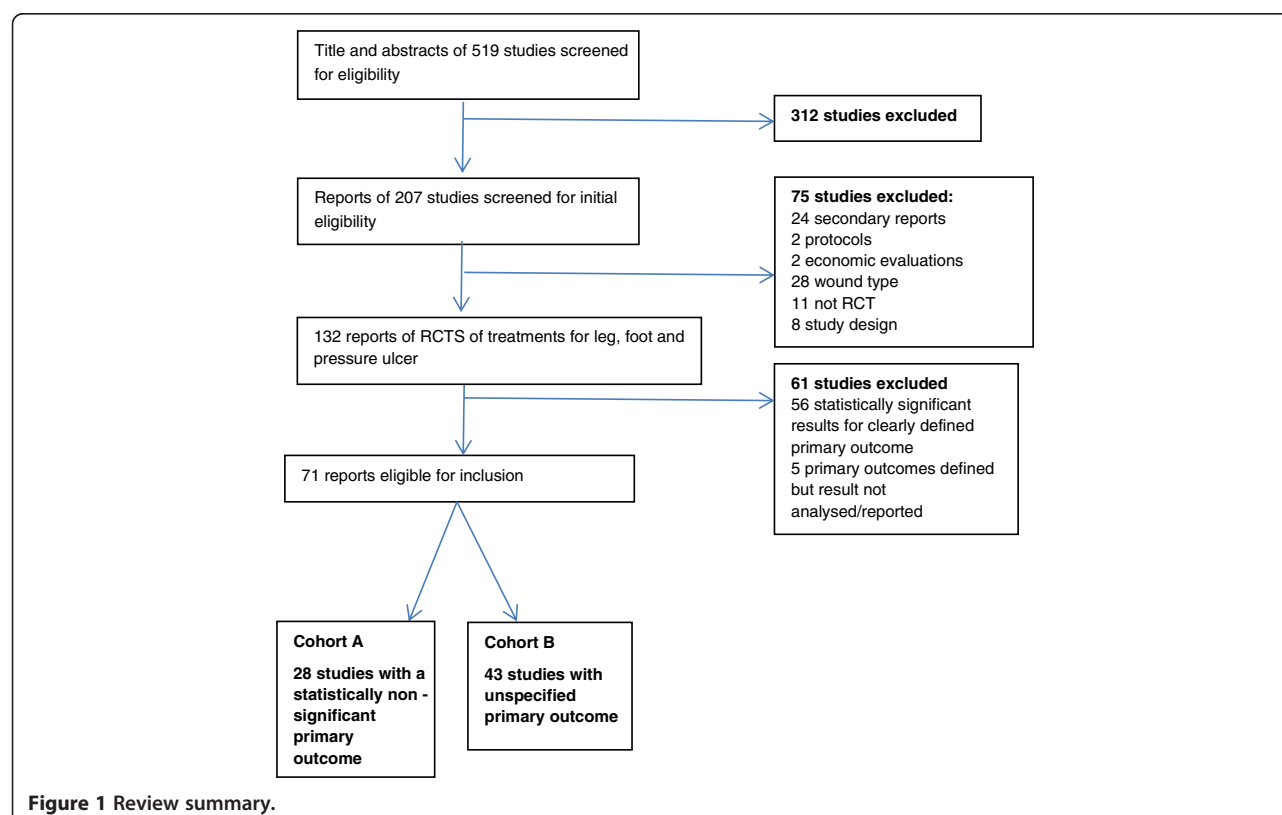 Title and abstracts of 519 studies screened
for eligibility
312 studies excluded
Reports of 207 studies screened for initial
eligibility
75 studies excluded:
24 secondary reports
2 protocols
2 economic evaluations
28 wound type
11 not RCT
8 study design
132 reports of RCTS of treatments for leg, foot and
pressure ulcer
61 studies excluded
56 statistically significant
results for clearly defined
primary outcome
5 primary outcomes defined
but result not
analysed/reported
71 reports eligible for inclusion
Cohort A
28 studies with a
statistically non -
significant
primary
outcome
Cohort B
43 studies with
unspecified
primary outcome
Figure 1 Review summary.